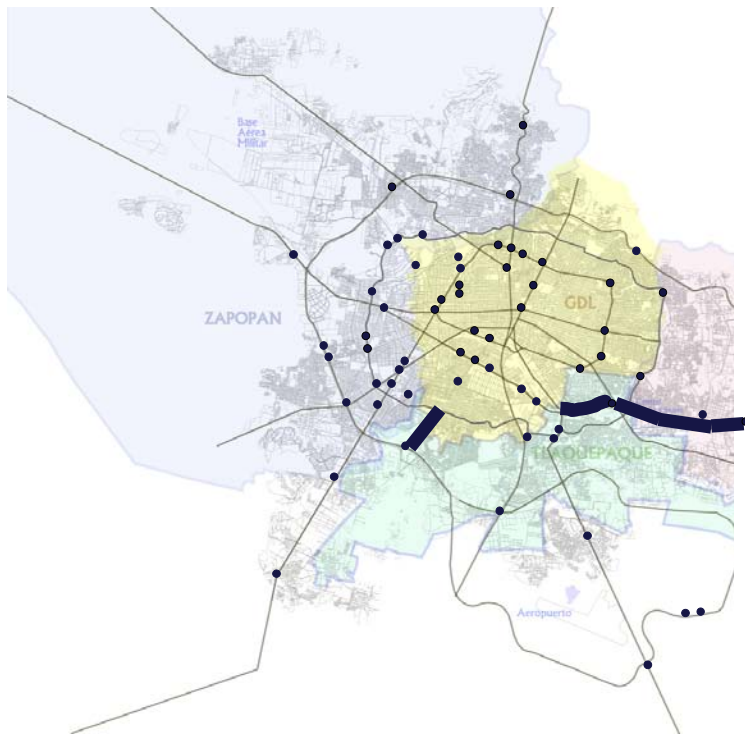 Base
Aérea
Militar
ZAPOPAN
GDL
TLAQUEPAQUE
Aeropuerto